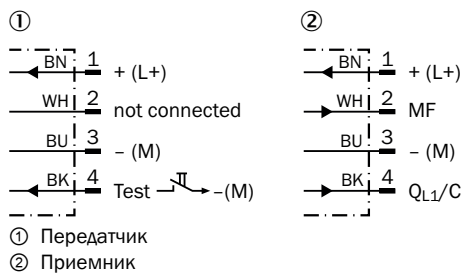 ① ②
BN 1 + (L+) BN 1 + (L+)
WH 2 not connected WH 2 MF
BU 3 – (M) BU 3 – (M)
BK 4 Test –(M) BK 4 QL1/C
① Передатчик
② Приемник